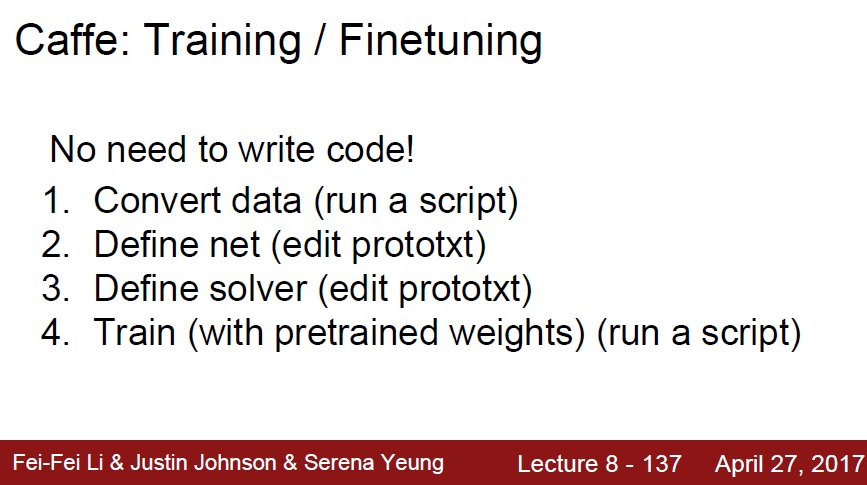 Caffe: Training / Finetuning
No need to write code!
1. Convert data (run a script)
2. Define net (edit prototxt)
3. Define solver (edit prototxt)
4. Train (with pretrained weights) (run a script)
Fei-Fei Li & Justin Johnson & Serena Yeung Lecture 8 - 137 April 27, 2017